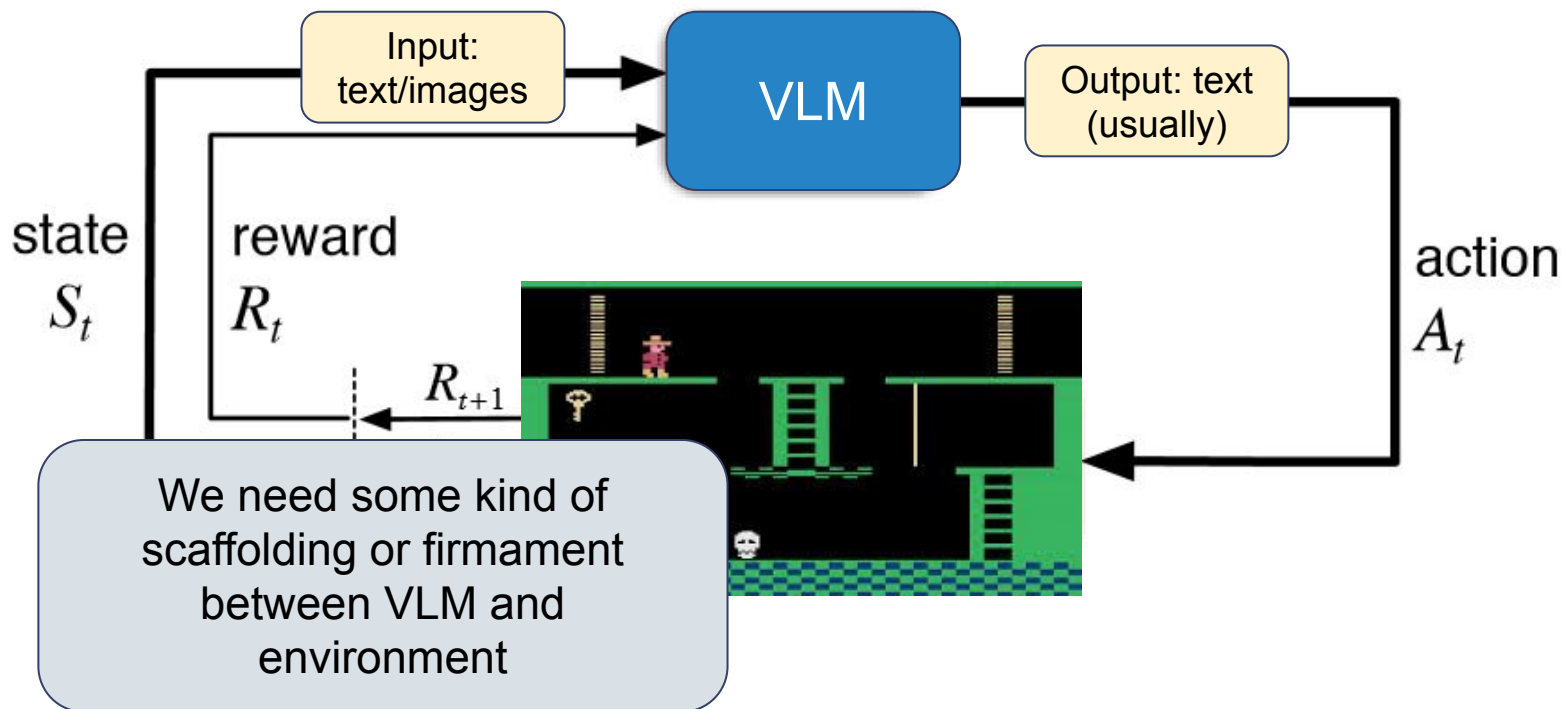 Input:
text/images
VLM
Output: text
(usually)
state
S_t
reward
R_t
action
A_t
R_{t+1}
We need some kind of
scaffolding or firmament
between VLM and
environment